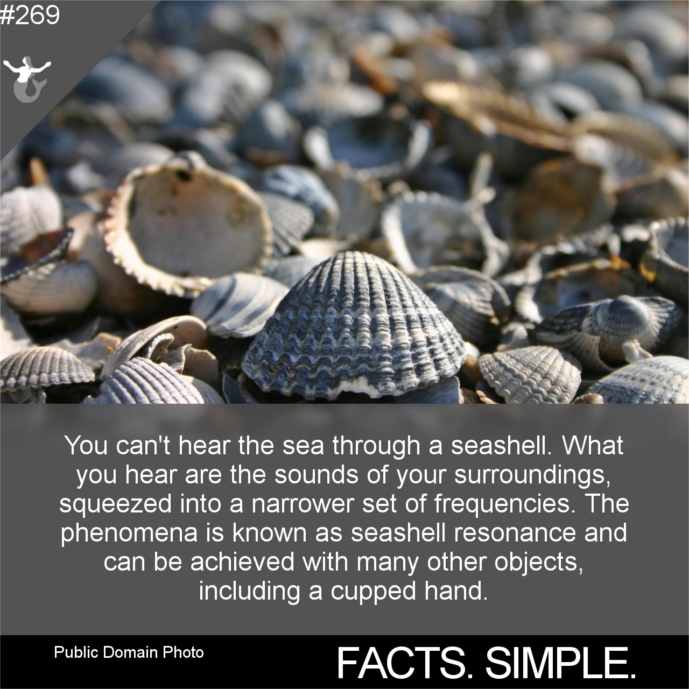 #269
You can't hear the sea through a seashell. What
you hear are the sounds of your surroundings,
squeezed into a narrower set of frequencies. The
phenomena is known as seashell resonance and
can be achieved with many other objects,
including a cupped hand.
Public Domain Photo
FACTS. SIMPLE.